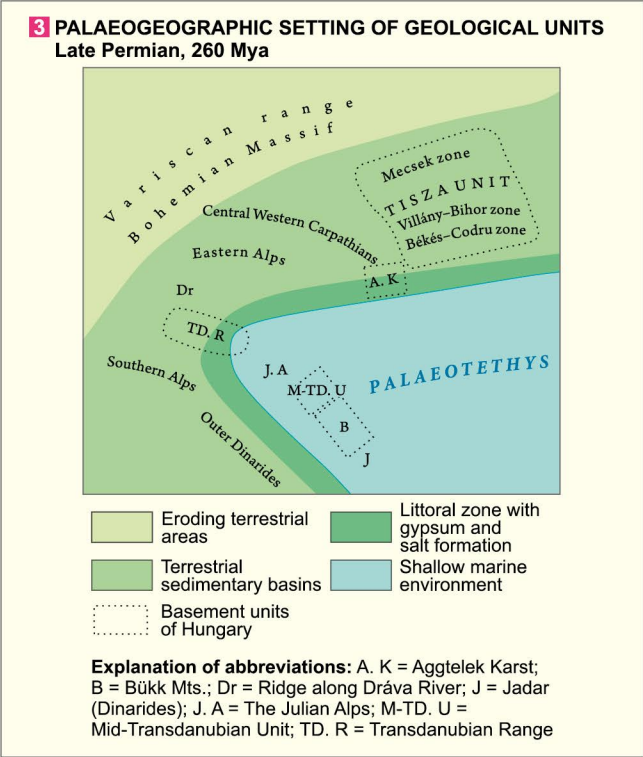 3 PALAEOGEOGRAPHIC SETTING OF GEOLOGICAL UNITS
Late Permian, 260 Mya
Variscan range
Bohemian Massif
Mecsek zone
TISZA UNIT
Villány–Bihor zone
Békés–Codru zone
Central Western Carpathians
Eastern Alps
A. K
Dr
TD. R
Southern Alps
J. A
M-TD. U
PALAEOTETHYS
B
J
Outer Dinarides
Eroding terrestrial
areas
Littoral zone with
gypsum and
salt formation
Terrestrial
sedimentary basins
Shallow marine
environment
Basement units
of Hungary
Explanation of abbreviations: A. K = Aggtelek Karst;
B = Bükk Mts.; Dr = Ridge along Dráva River; J = Jadar
(Dinarides); J. A = The Julian Alps; M-TD. U =
Mid-Transdanubian Unit; TD. R = Transdanubian Range